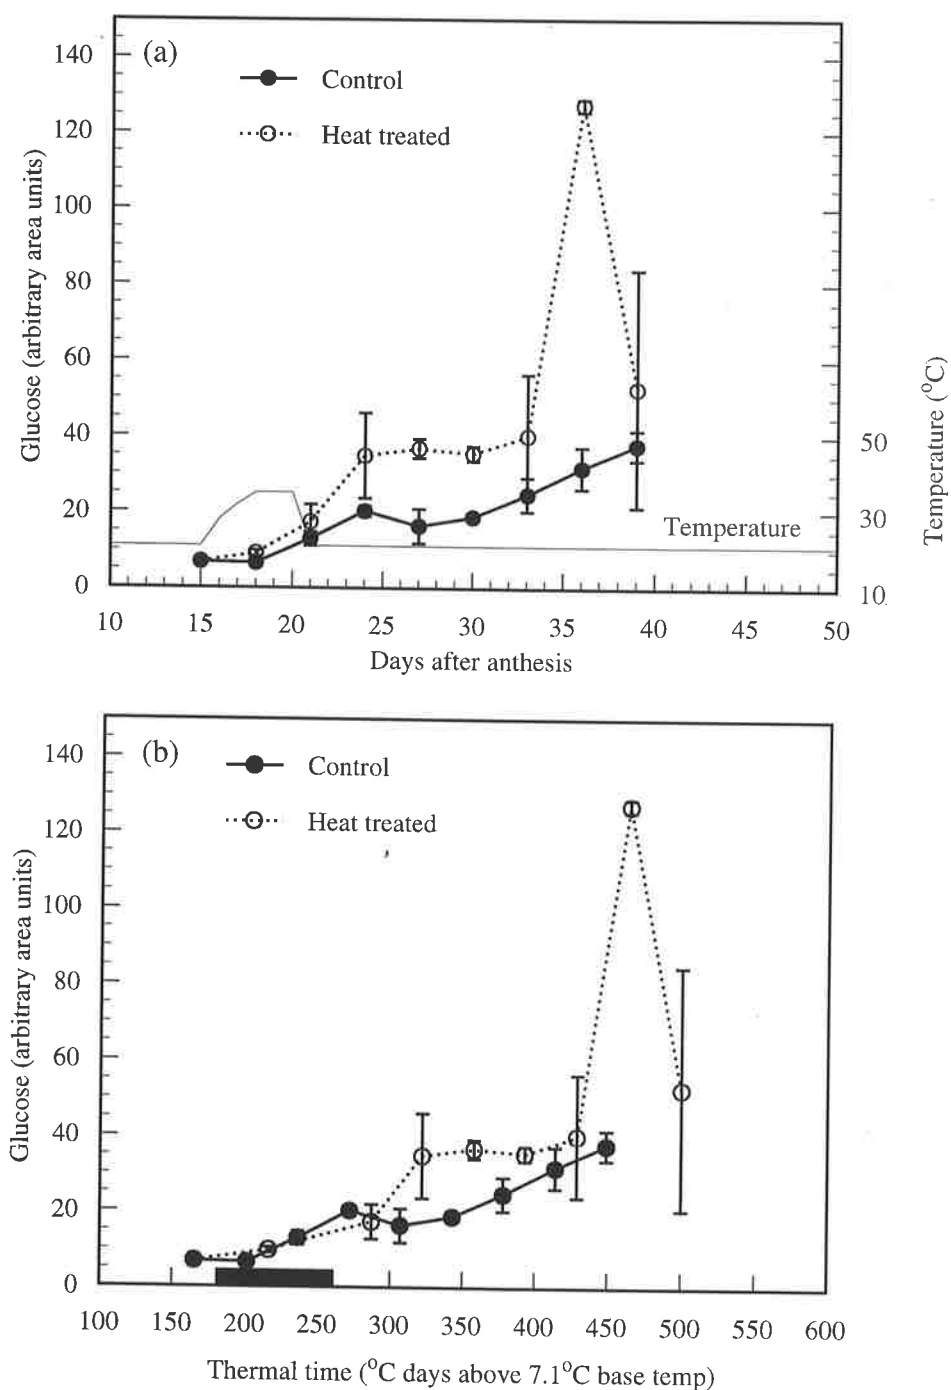 (a)
Control
Heat treated
140
120
100
80
60
40
20
0
Glucose (arbitrary area units)
50
30
10
Temperature (°C)
Temperature
10 15 20 25 30 35 40 45 50
Days after anthesis
(b)
Control
Heat treated
140
120
100
80
60
40
20
0
Glucose (arbitrary area units)
100 150 200 250 300 350 400 450 500 550 600
Thermal time (°C days above 7.1°C base temp)